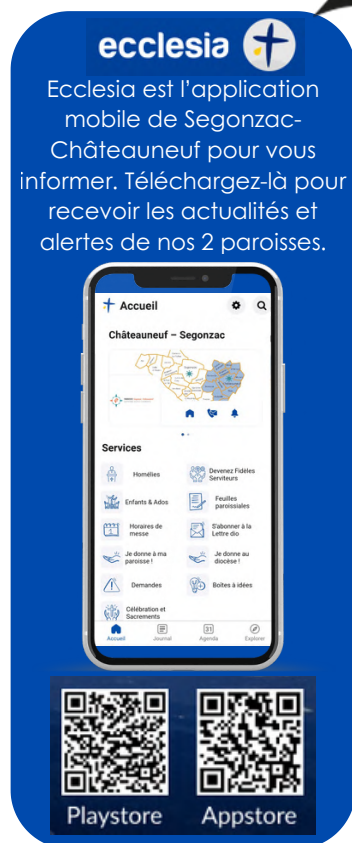 ecclesia
Ecclesia est l’application
mobile de Segonzac-
Châteauneuf pour vous
informer. Téléchargez-là pour
recevoir les actualités et
alertes de nos 2 paroisses.
Accueil
Châteauneuf – Segonzac
Services
Homélies
Devenez Fidèles
Serviteurs
Enfants & Ados
Feuilles
paroissiales
Horaires de
messe
S'abonner à la
Lettre dio
Je donne à ma
paroisse !
Je donne au
diocèse !
Demandes
Boîtes à idées
Célébration et
Sacrements
Accueil
Journal
31
Agenda
Explorer
Playstore
Appstore